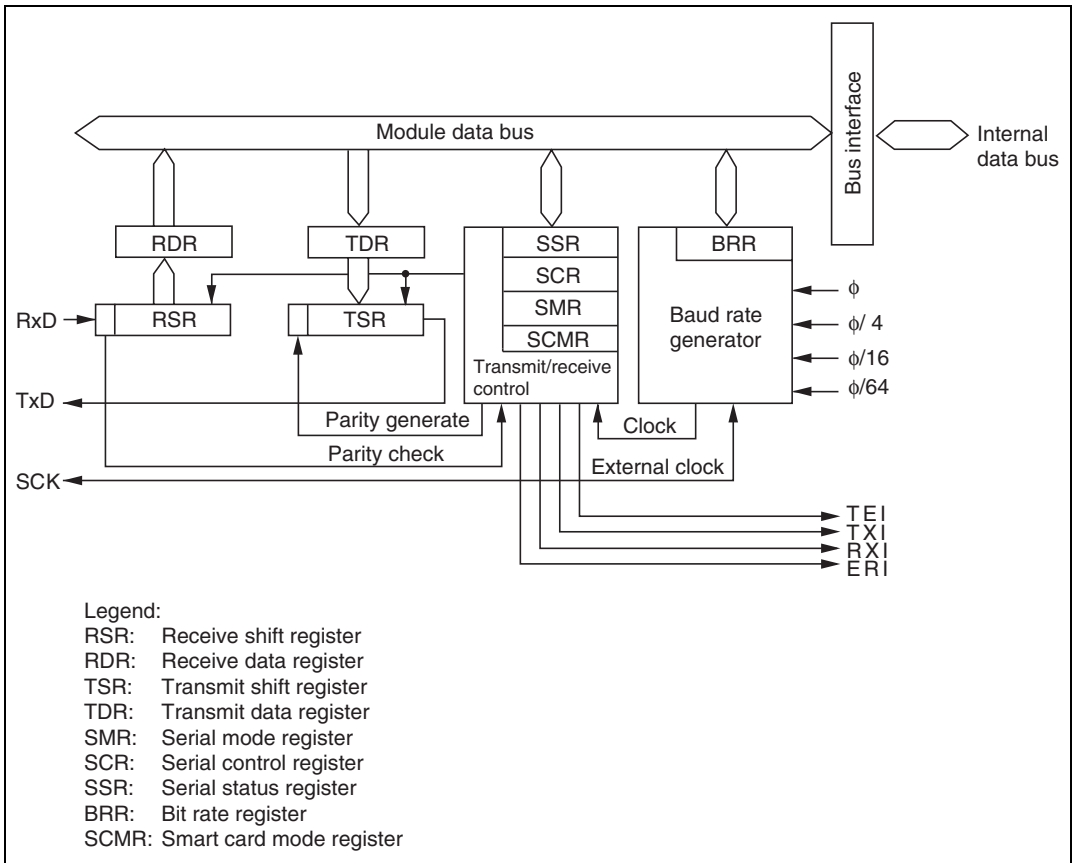 Module data bus
Bus interface
Internal
data bus
RDR
TDR
SSR
BRR
SCR
SMR
SCMR
Transmit/receive
control
Baud rate
generator
ϕ
ϕ/ 4
ϕ/16
ϕ/64
RxD
RSR
TSR
TxD
Parity generate
Clock
Parity check
External clock
SCK
TEI
TXI
RXI
ERI
Legend:
RSR: Receive shift register
RDR: Receive data register
TSR: Transmit shift register
TDR: Transmit data register
SMR: Serial mode register
SCR: Serial control register
SSR: Serial status register
BRR: Bit rate register
SCMR: Smart card mode register